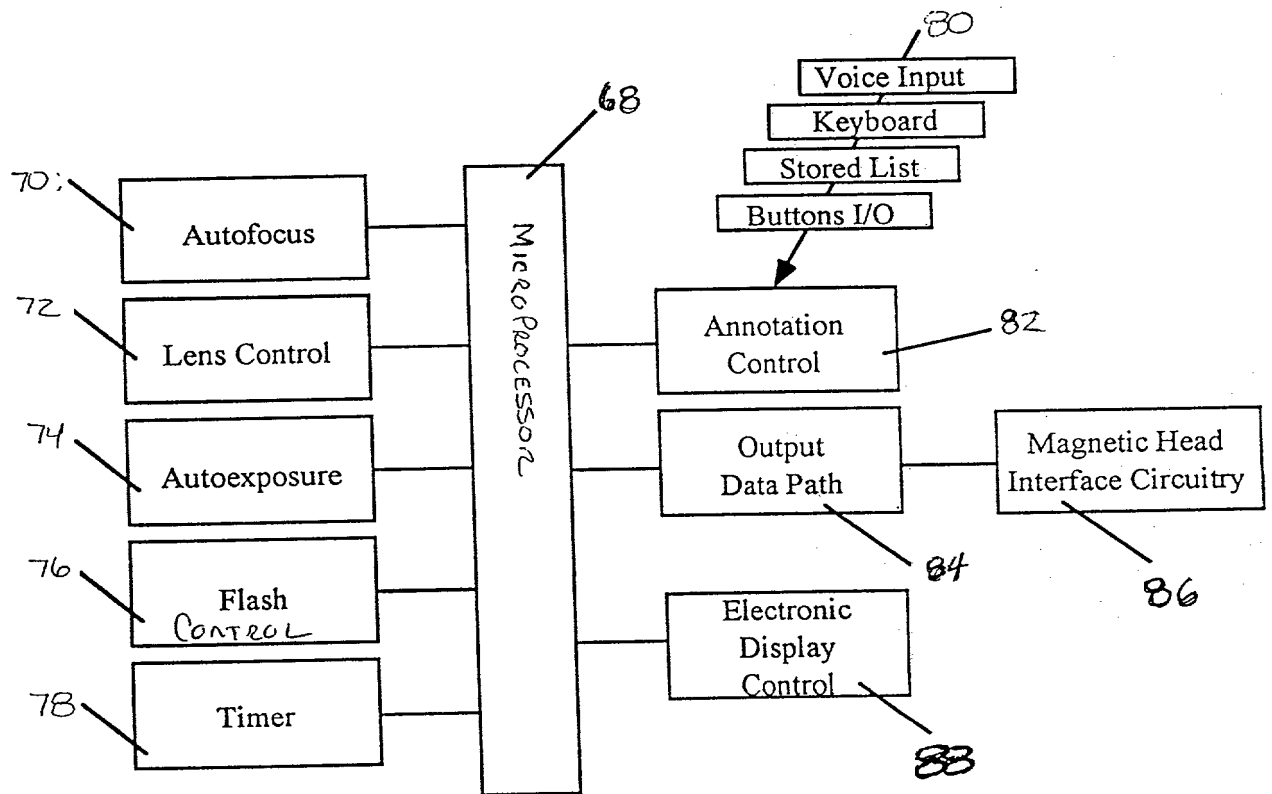 80
Voice Input
Keyboard
Stored List
Buttons I/O
68
MICROPROCESSOR
70:
Autofocus
72
Lens Control
74
Autoexposure
76
Flash
CONTROL
78
Timer
Annotation
Control
82
Output
Data Path
84
Magnetic Head
Interface Circuitry
86
Electronic
Display
Control
88